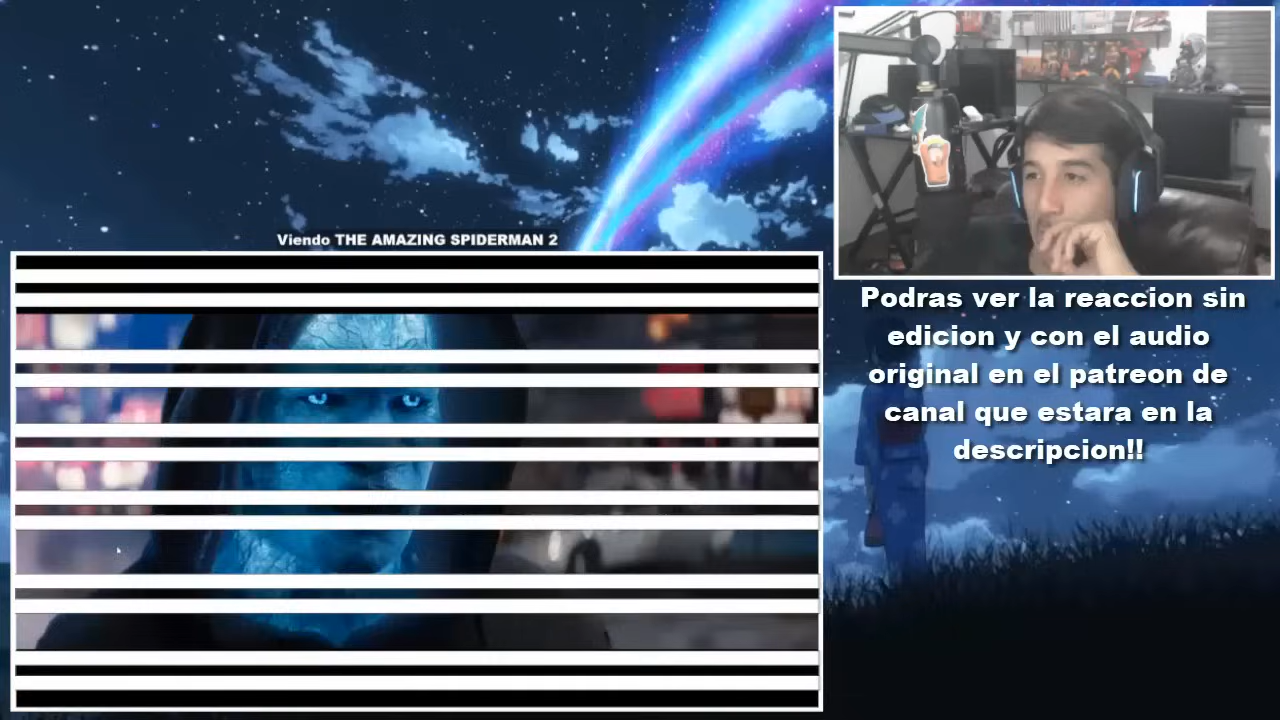 Viendo THE AMAZING SPIDERMAN 2
Podras ver la reaccion sin
edicion y con el audio
original en el patreon de
canal que estara en la
descripcion!!